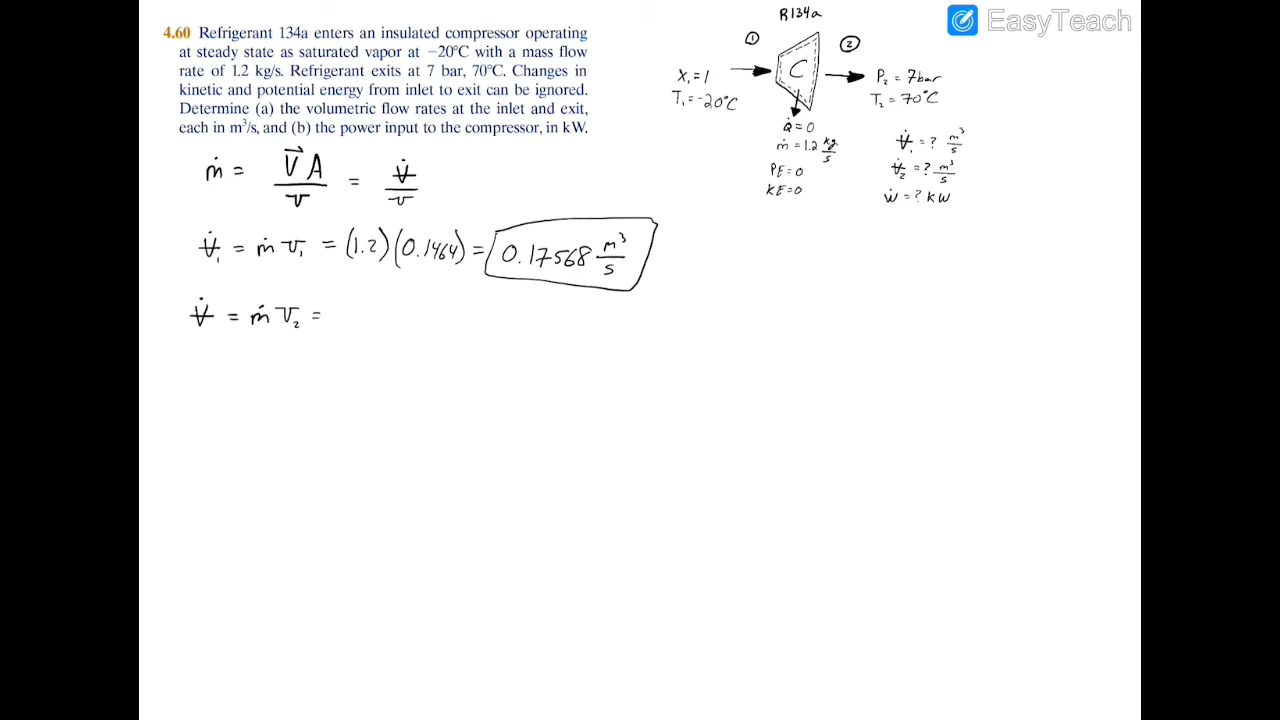 4.60 Refrigerant 134a enters an insulated compressor operating
at steady state as saturated vapor at −20°C with a mass flow
rate of 1.2 kg/s. Refrigerant exits at 7 bar, 70°C. Changes in
kinetic and potential energy from inlet to exit can be ignored.
Determine (a) the volumetric flow rates at the inlet and exit,
each in m³/s, and (b) the power input to the compressor, in kW.
EasyTeach
R134a
① ②
C
X₁ = 1
T₁ = -20°C
P₂ = 7bar
T₂ = 70°C
Q̇ = 0
ṁ = 1.2 kg/s
PE = 0
KE = 0
V̶̇₁ = ? m³/s
V̶̇₂ = ? m³/s
Ẇ = ? kW
ṁ = V⃗A/v = V̶̇/v
V̶̇₁ = ṁ v₁ = (1.2)(0.1464) = 0.17568 m³/s
V̶̇ = ṁ v₂ =